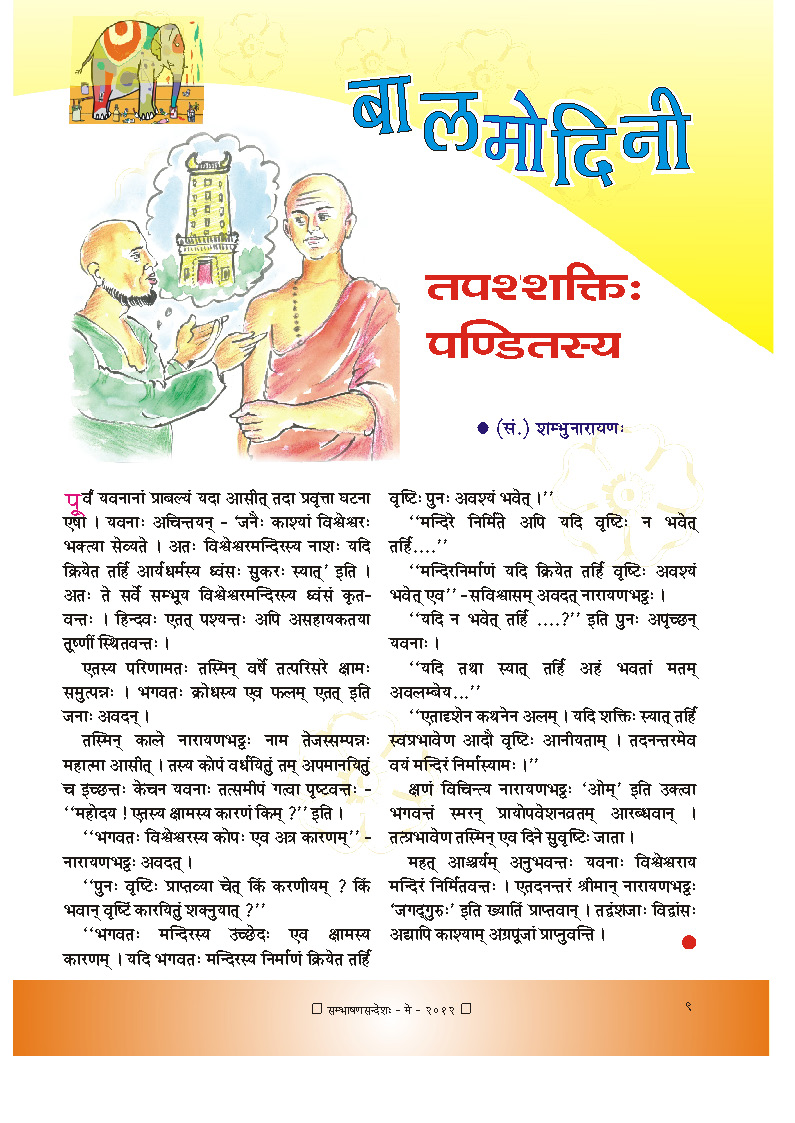 बालमोदिनी
तपश्शक्तिः
पण्डितस्य
● (सं.) शम्भुनारायणः
पूर्वं यवनानां प्राबल्यं यदा आसीत् तदा प्रवृत्ता घटना
एषा । यवनाः अचिन्तयन् - ‘जनैः काश्यां विश्वेश्वरः
भक्त्या सेव्यते । अतः विश्वेश्वरमन्दिरस्य नाशः यदि
क्रियेत तर्हि आर्यधर्मस्य ध्वंसः सुकरः स्यात्’ इति ।
अतः ते सर्वे सम्भूय विश्वेश्वरमन्दिरस्य ध्वंसं कृत-
वन्तः । हिन्दवः एतत् पश्यन्तः अपि असहायकतया
तूष्णीं स्थितवन्तः ।
एतस्य परिणामतः तस्मिन् वर्षे तत्परिसरे क्षामः
समुत्पन्नः । भगवतः क्रोधस्य एव फलम् एतत् इति
जनाः अवदन् ।
तस्मिन् काले नारायणभट्टः नाम तेजस्सम्पन्नः
महात्मा आसीत् । तस्य कोपं वर्धयितुं तम् अपमानयितुं
च इच्छन्तः केचन यवनाः तत्समीपं गत्वा पृष्टवन्तः -
‘‘महोदय ! एतस्य क्षामस्य कारणं किम् ?’’ इति ।
‘‘भगवतः विश्वेश्वरस्य कोपः एव अत्र कारणम्’’ -
नारायणभट्टः अवदत् ।
‘‘पुनः वृष्टिः प्राप्तव्या चेत् किं करणीयम् ? किं
भवान् वृष्टिं कारयितुं शक्नुयात् ?’’
‘‘भगवतः मन्दिरस्य उच्छेदः एव क्षामस्य
कारणम् । यदि भगवतः मन्दिरस्य निर्माणं क्रियेत तर्हि
वृष्टिः पुनः अवश्यं भवेत् ।’’
‘‘मन्दिरे निर्मिते अपि यदि वृष्टिः न भवेत्
तर्हि....’’
‘‘मन्दिरनिर्माणं यदि क्रियेत तर्हि वृष्टिः अवश्यं
भवेत् एव’’ -सविश्वासम् अवदत् नारायणभट्टः ।
‘‘यदि न भवेत् तर्हि ....?’’ इति पुनः अपृच्छन्
यवनाः ।
‘‘यदि तथा स्यात् तर्हि अहं भवतां मतम्
अवलम्बेय...’’
‘‘एतादृशेन कथनेन अलम् । यदि शक्तिः स्यात् तर्हि
स्वप्रभावेण आदौ वृष्टिः आनीयताम् । तदनन्तरमेव
वयं मन्दिरं निर्मास्यामः ।’’
क्षणं विचिन्त्य नारायणभट्टः ‘ओम्’ इति उक्त्वा
भगवन्तं स्मरन् प्रायोपवेशनव्रतम् आरब्धवान् ।
तत्प्रभावेण तस्मिन् एव दिने सुवृष्टिः जाता ।
महत् आश्चर्यम् अनुभवन्तः यवनाः विश्वेश्वराय
मन्दिरं निर्मितवन्तः । एतदनन्तरं श्रीमान् नारायणभट्टः
‘जगद्गुरुः’ इति ख्यातिं प्राप्तवान् । तद्वंशजाः विद्वांसः
अद्यापि काश्याम् अग्रपूजां प्राप्नुवन्ति ।
□ सम्भाषणसन्देशः - मे - २०१२ □
९